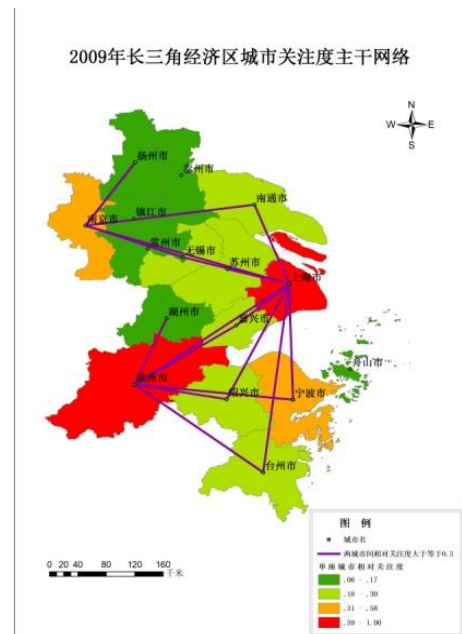 2009年长三角经济区城市关注度主干网络
N
W E
S
扬州市
泰州市
南通市
镇江市
南京市
常州市
无锡市
苏州市
上海市
湖州市
嘉兴市
舟山市
杭州市
绍兴市
宁波市
台州市
图 例
城市名
两城市间相对关注度大于等于0.3
单座城市相对关注度
.06 - .17
.18 - .30
.31 - .58
.59 - 1.00
0 20 40 80 120 160
千米